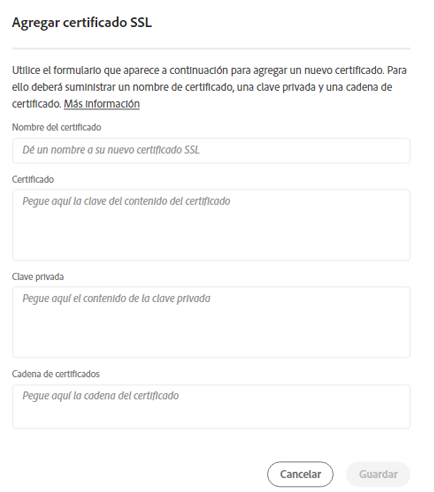 Agregar certificado SSL
Utilice el formulario que aparece a continuación para agregar un nuevo certificado. Para
ello deberá suministrar un nombre de certificado, una clave privada y una cadena de
certificado. Más información
Nombre del certificado
Dé un nombre a su nuevo certificado SSL
Certificado
Pegue aquí la clave del contenido del certificado
Clave privada
Pegue aquí el contenido de la clave privada
Cadena de certificados
Pegue aquí la cadena del certificado
Cancelar Guardar